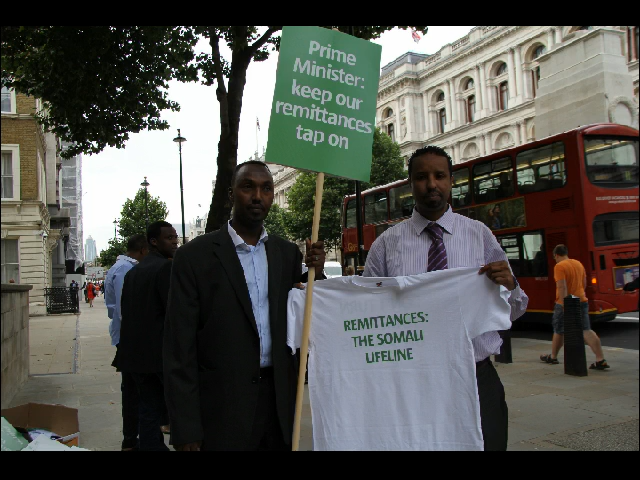 Prime
Minister:
keep our
remittances
tap on
REMITTANCES:
THE SOMALI
LIFELINE